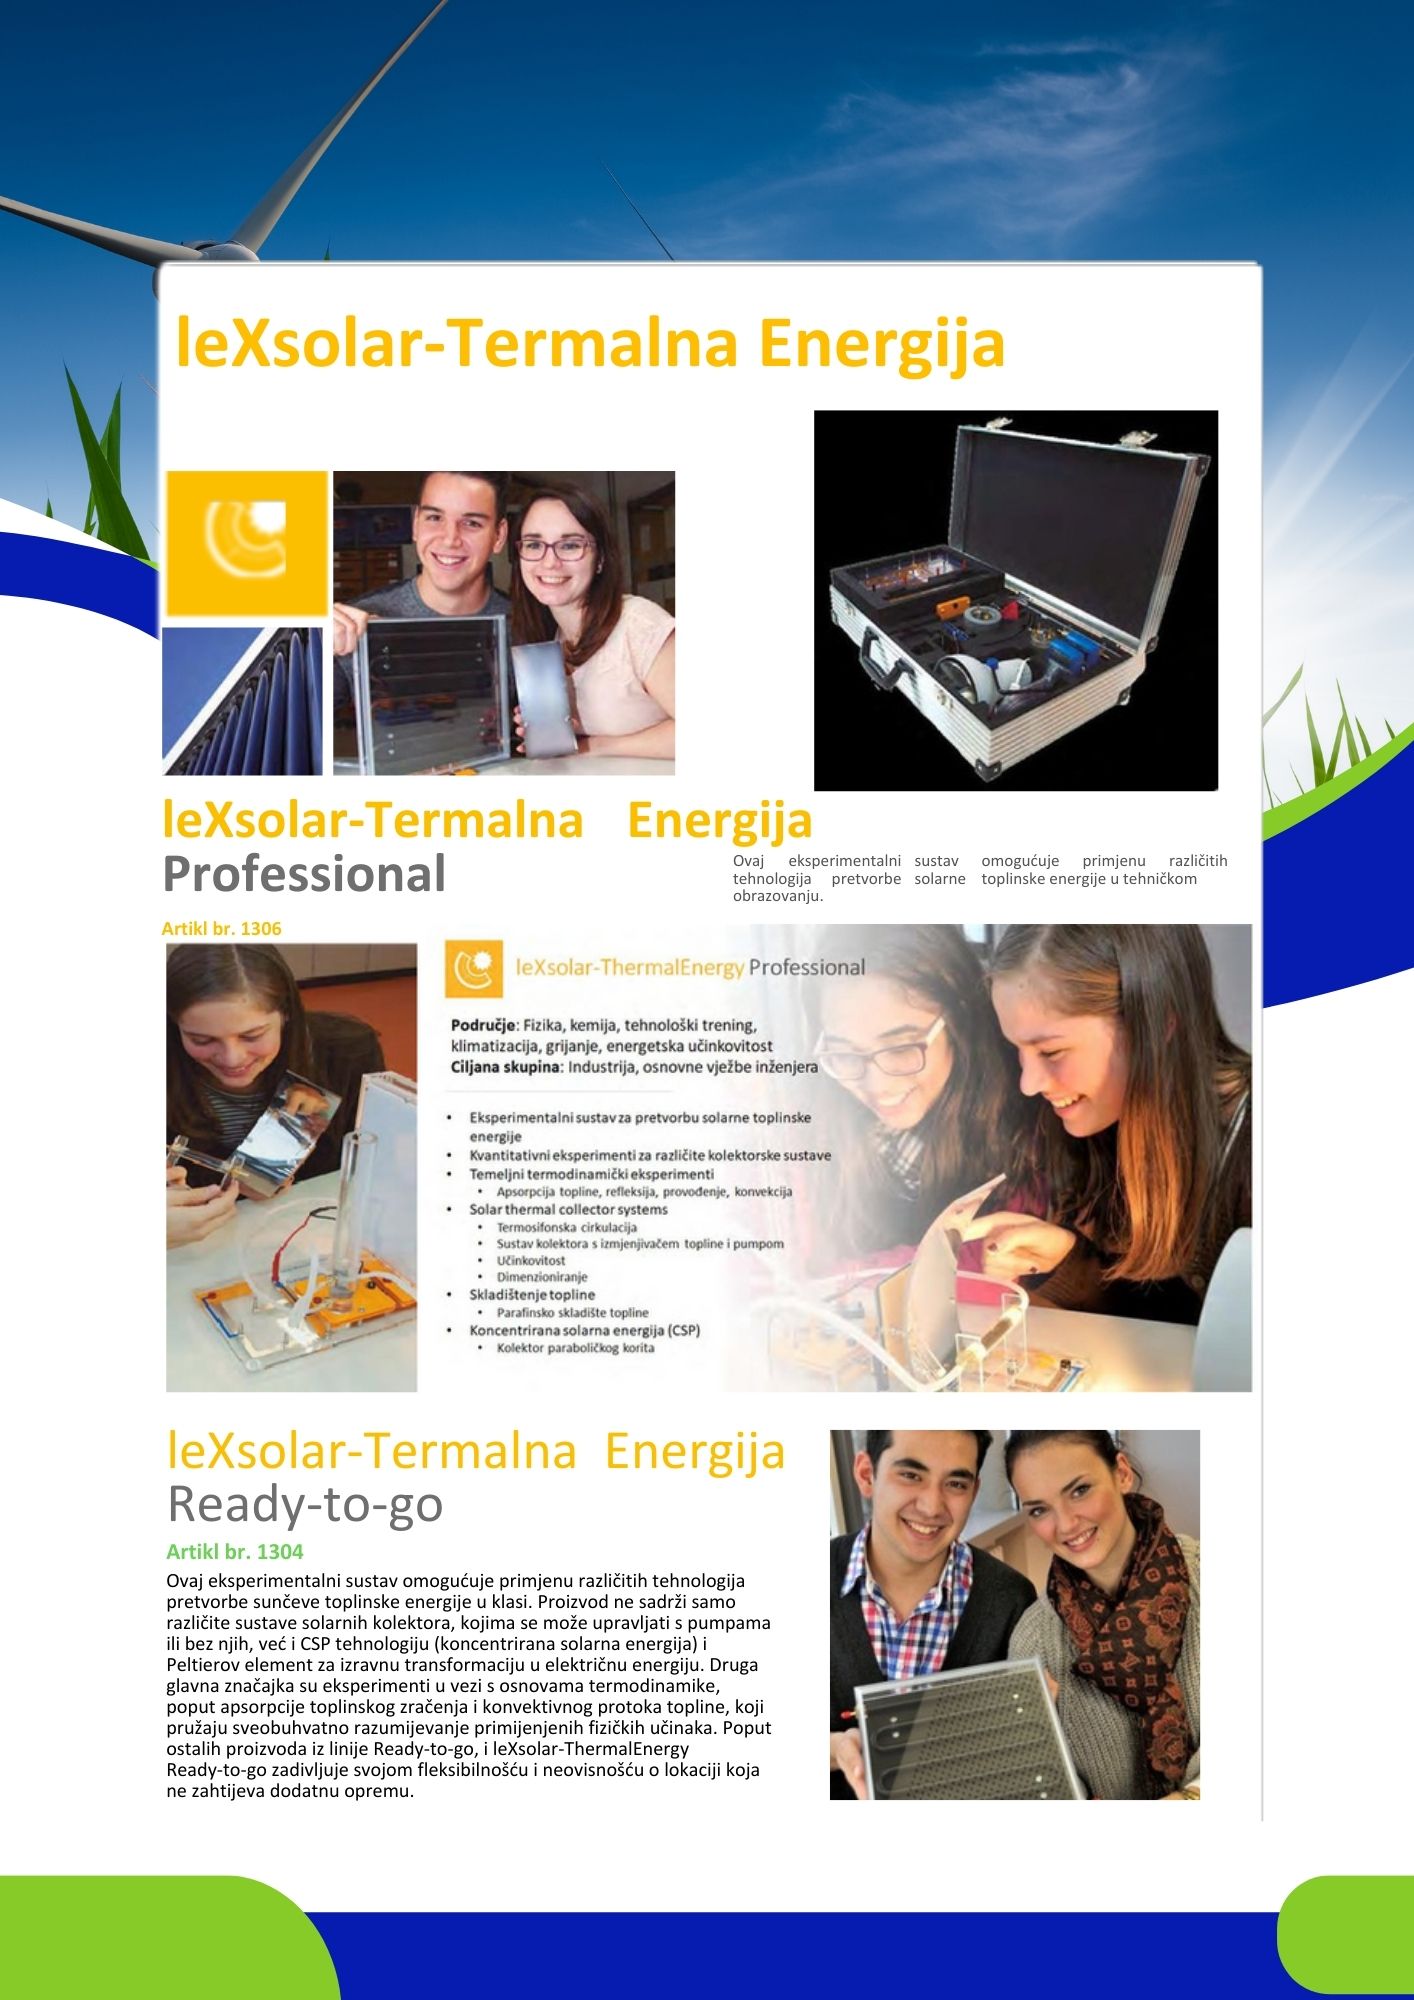 leXsolar-Termalna Energija
leXsolar-Termalna Energija
Professional
Ovaj eksperimentalni sustav omogućuje primjenu različitih
tehnologija pretvorbe solarne toplinske energije u tehničkom
obrazovanju.
Artikl br. 1306
leXsolar-ThermalEnergy Professional
Područje: Fizika, kemija, tehnološki trening,
klimatizacija, grijanje, energetska učinkovitost
Ciljana skupina: Industrija, osnovne vježbe inženjera
• Eksperimentalni sustav za pretvorbu solarne toplinske
energije
• Kvantitativni eksperimenti za različite kolektorske sustave
• Temeljni termodinamički eksperimenti
• Apsorpcija topline, refleksija, provođenje, konvekcija
• Solar thermal collector systems
• Termosifonska cirkulacija
• Sustav kolektora s izmjenjivačem topline i pumpom
• Učinkovitost
• Dimenzioniranje
• Skladištenje topline
• Parafinsko skladište topline
• Koncentrirana solarna energija (CSP)
• Kolektor paraboličkog korita
leXsolar-Termalna Energija
Ready-to-go
Artikl br. 1304
Ovaj eksperimentalni sustav omogućuje primjenu različitih tehnologija
pretvorbe sunčeve toplinske energije u klasi. Proizvod ne sadrži samo
različite sustave solarnih kolektora, kojima se može upravljati s pumpama
ili bez njih, već i CSP tehnologiju (koncentrirana solarna energija) i
Peltierov element za izravnu transformaciju u električnu energiju. Druga
glavna značajka su eksperimenti u vezi s osnovama termodinamike,
poput apsorpcije toplinskog zračenja i konvektivnog protoka topline, koji
pružaju sveobuhvatno razumijevanje primijenjenih fizičkih učinaka. Poput
ostalih proizvoda iz linije Ready-to-go, i leXsolar-ThermalEnergy
Ready-to-go zadivljuje svojom fleksibilnošću i neovisnošću o lokaciji koja
ne zahtijeva dodatnu opremu.